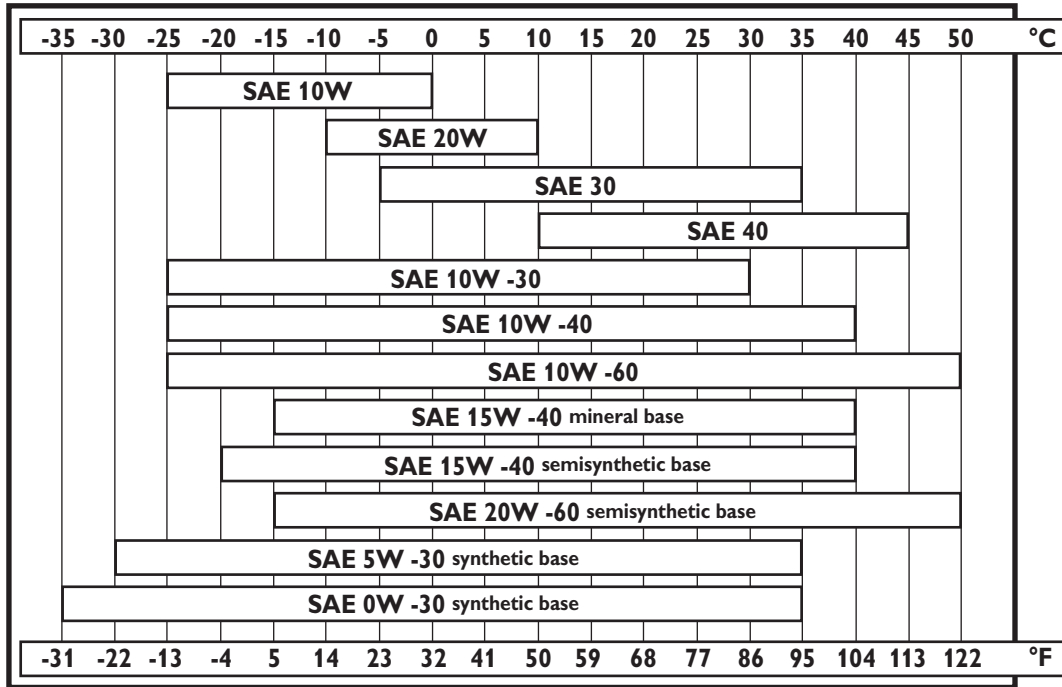 -35 -30 -25 -20 -15 -10 -5 0 5 10 15 20 30 30 35 40 45 50 °C
SAE 10W
SAE 20W
SAE 30
SAE 40
SAE 10W -30
SAE 10W -40
SAE 10W -60
SAE 15W -40 mineral base
SAE 15W -40 semisynthetic base
SAE 20W -60 semisynthetic base
SAE 5W -30 synthetic base
SAE 0W -30 synthetic base
-31 -22 -13 -4 5 14 23 32 41 50 59 68 77 86 95 104 113 122 °F